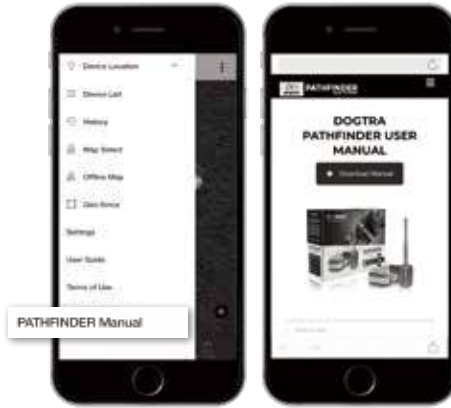 Device Location
Device List
History
Map Select
Offline Map
Geo-fence
Settings
User Guide
Terms of Use
PATHFINDER Manual
PATHFINDER
DOGTRA
PATHFINDER USER
MANUAL
Download Manual